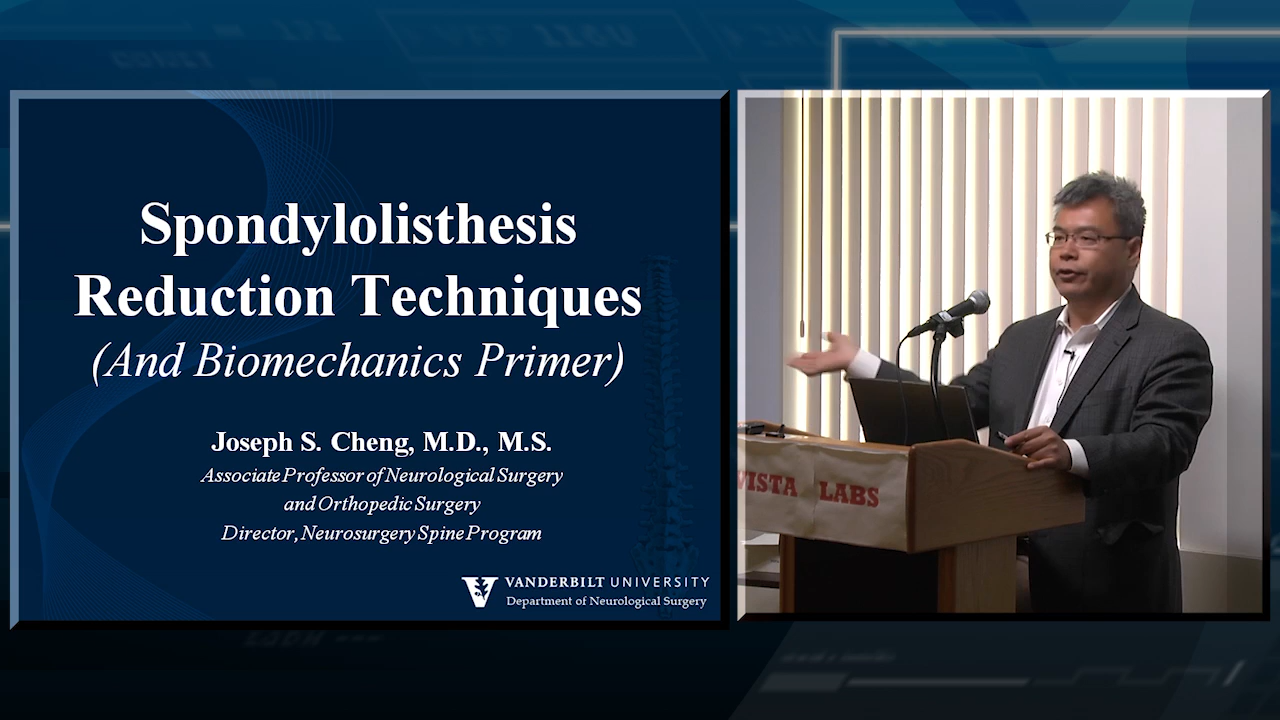 Spondylolisthesis
Reduction Techniques
(And Biomechanics Primer)
Joseph S. Cheng, M.D., M.S.
Associate Professor of Neurological Surgery
and Orthopedic Surgery
Director, Neurosurgery Spine Program
VANDERBILT UNIVERSITY
Department of Neurological Surgery
VISTA LABS